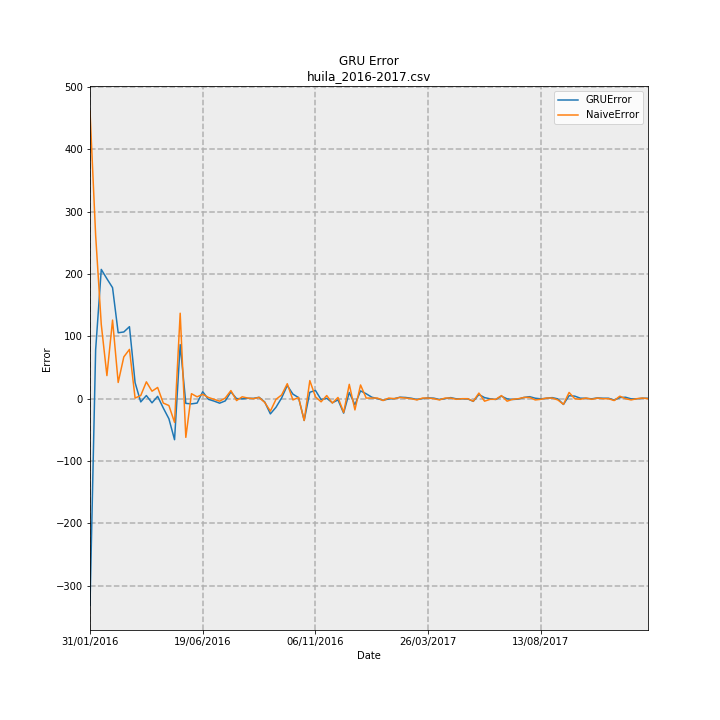 GRU Error
huila_2016-2017.csv
GRUError
NaiveError
500
400
300
200
100
0
−100
−200
−300
Error
31/01/2016 19/06/2016 06/11/2016 26/03/2017 13/08/2017
Date